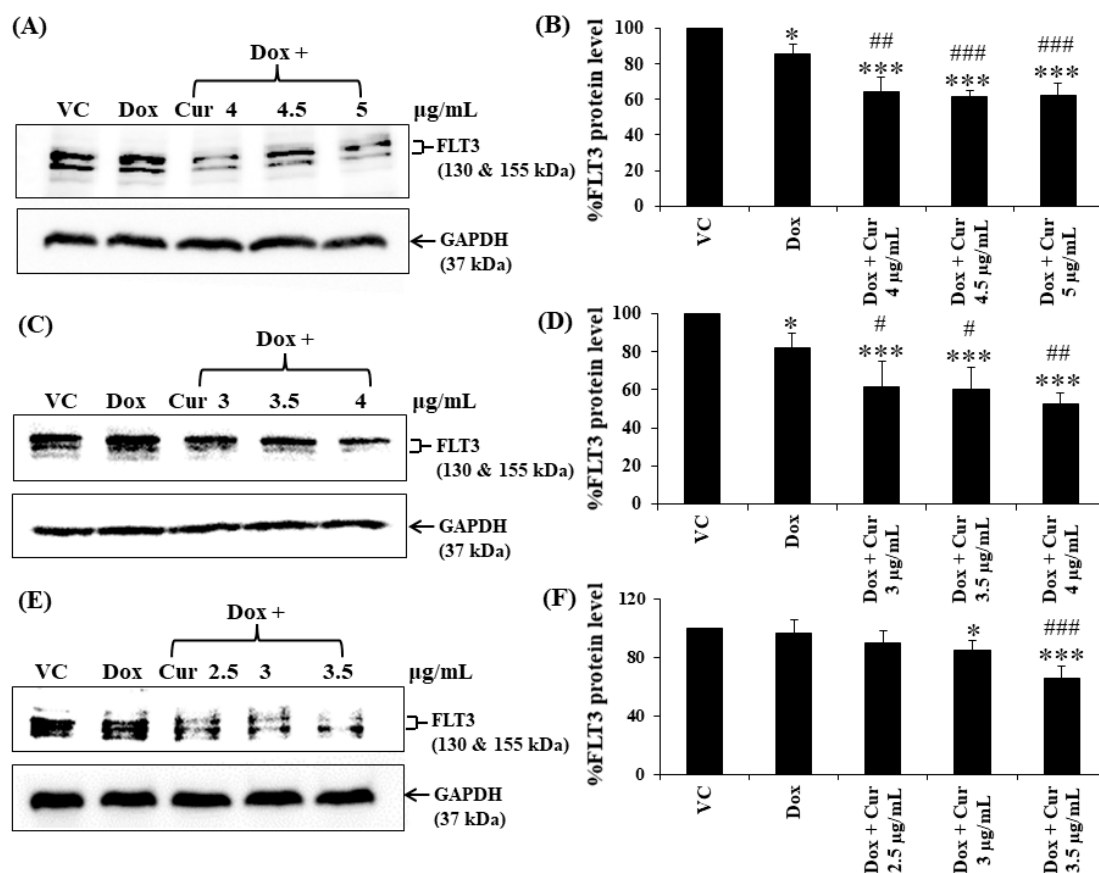 (A)
Dox +
VC Dox Cur 4 4.5 5 μg/mL
FLT3
(130 & 155 kDa)
GAPDH
(37 kDa)
(B)
%FLT3 protein level
100
80
60
40
20
0
*
##
***
###
***
###
***
VC
Dox
Dox + Cur
4 μg/mL
Dox + Cur
4.5 μg/mL
Dox + Cur
5 μg/mL
(C)
Dox +
VC Dox Cur 3 3.5 4 μg/mL
FLT3
(130 & 155 kDa)
GAPDH
(37 kDa)
(D)
%FLT3 protein level
100
80
60
40
20
0
*
#
***
#
***
##
***
VC
Dox
Dox + Cur
3 μg/mL
Dox + Cur
3.5 μg/mL
Dox + Cur
4 μg/mL
(E)
Dox +
VC Dox Cur 2.5 3 3.5 μg/mL
FLT3
(130 & 155 kDa)
GAPDH
(37 kDa)
(F)
%FLT3 protein level
120
80
40
0
*
###
***
VC
Dox
Dox + Cur
2.5 μg/mL
Dox + Cur
3 μg/mL
Dox + Cur
3.5 μg/mL